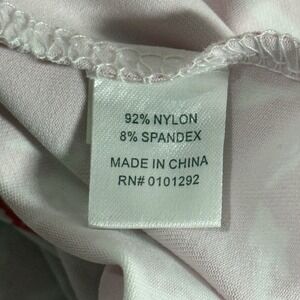 92% NYLON
8% SPANDEX
MADE IN CHINA
RN# 0101292